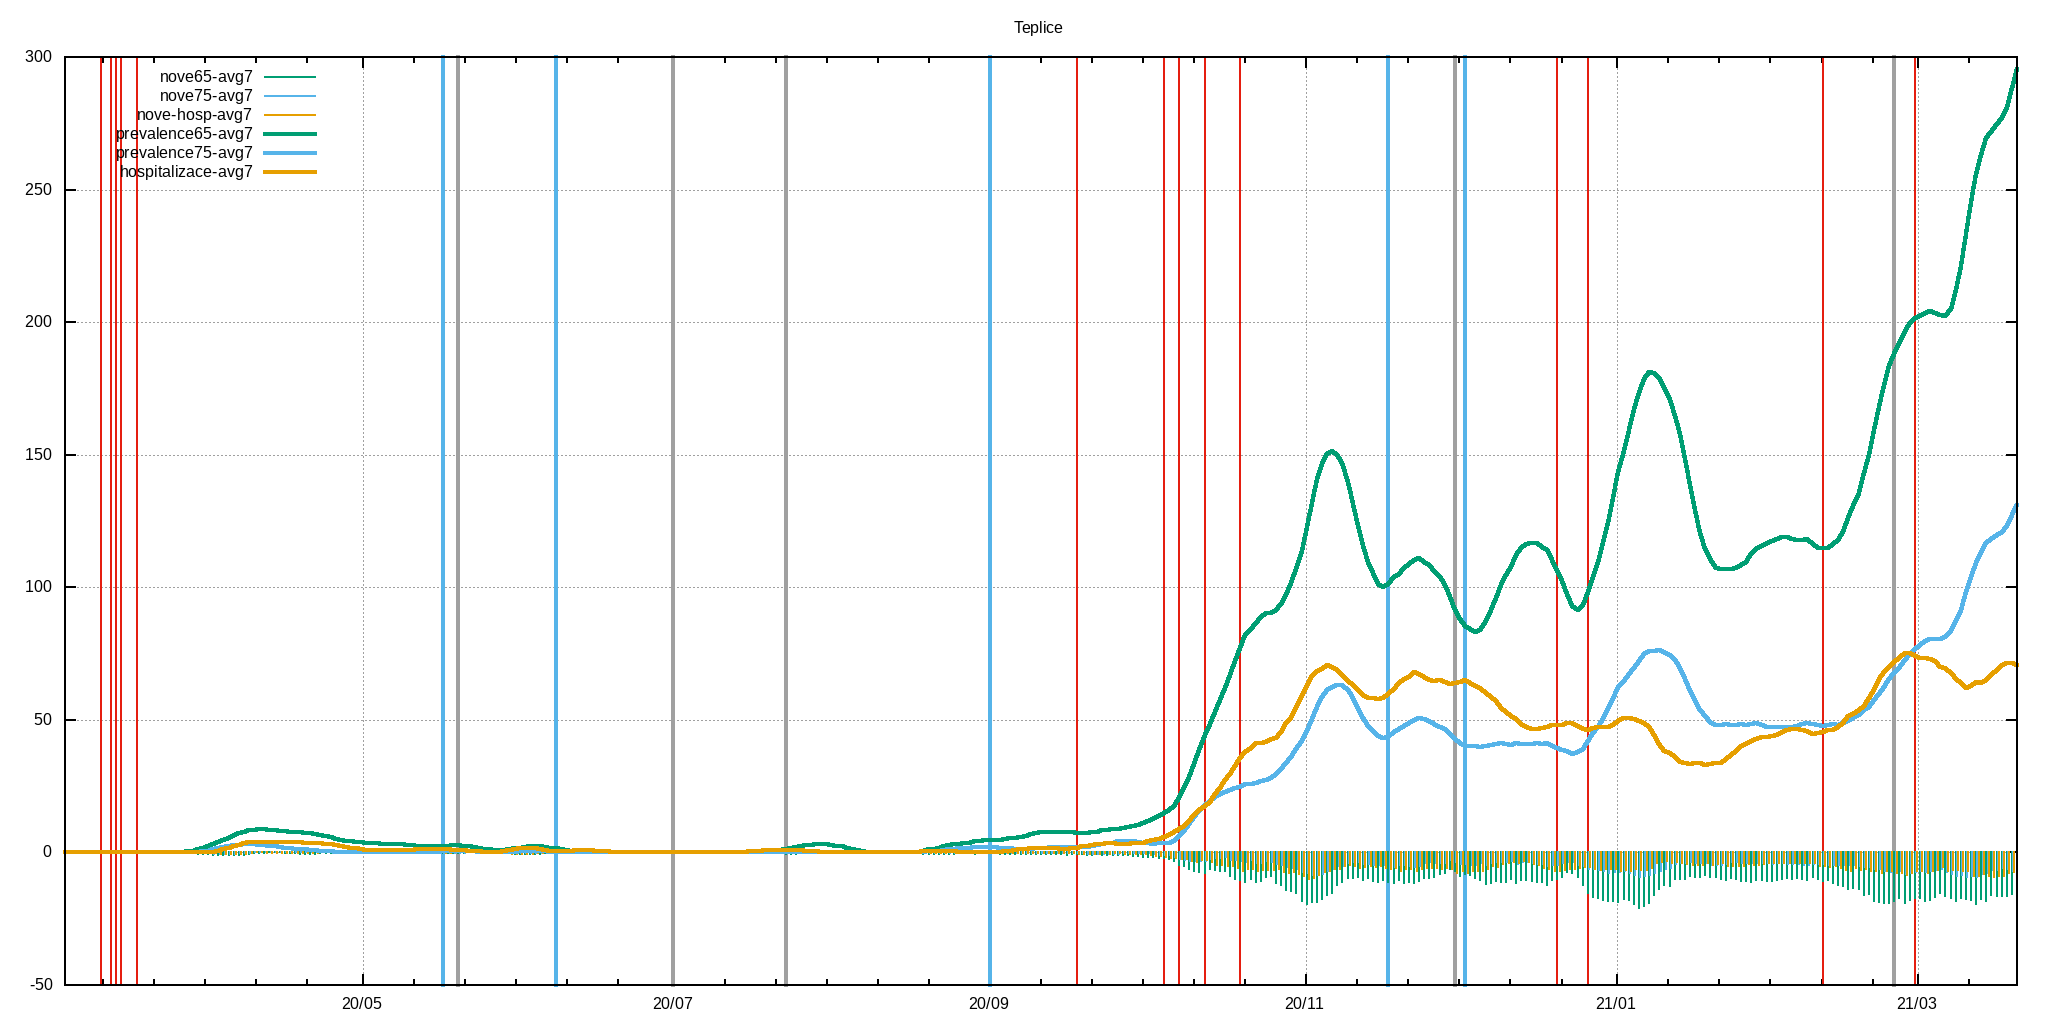 Teplice
300
250
200
150
100
50
0
-50
nove65-avg7
nove75-avg7
nove-hosp-avg7
prevalence65-avg7
prevalence75-avg7
hospitalizace-avg7
20/05 20/07 20/09 20/11 21/01 21/03